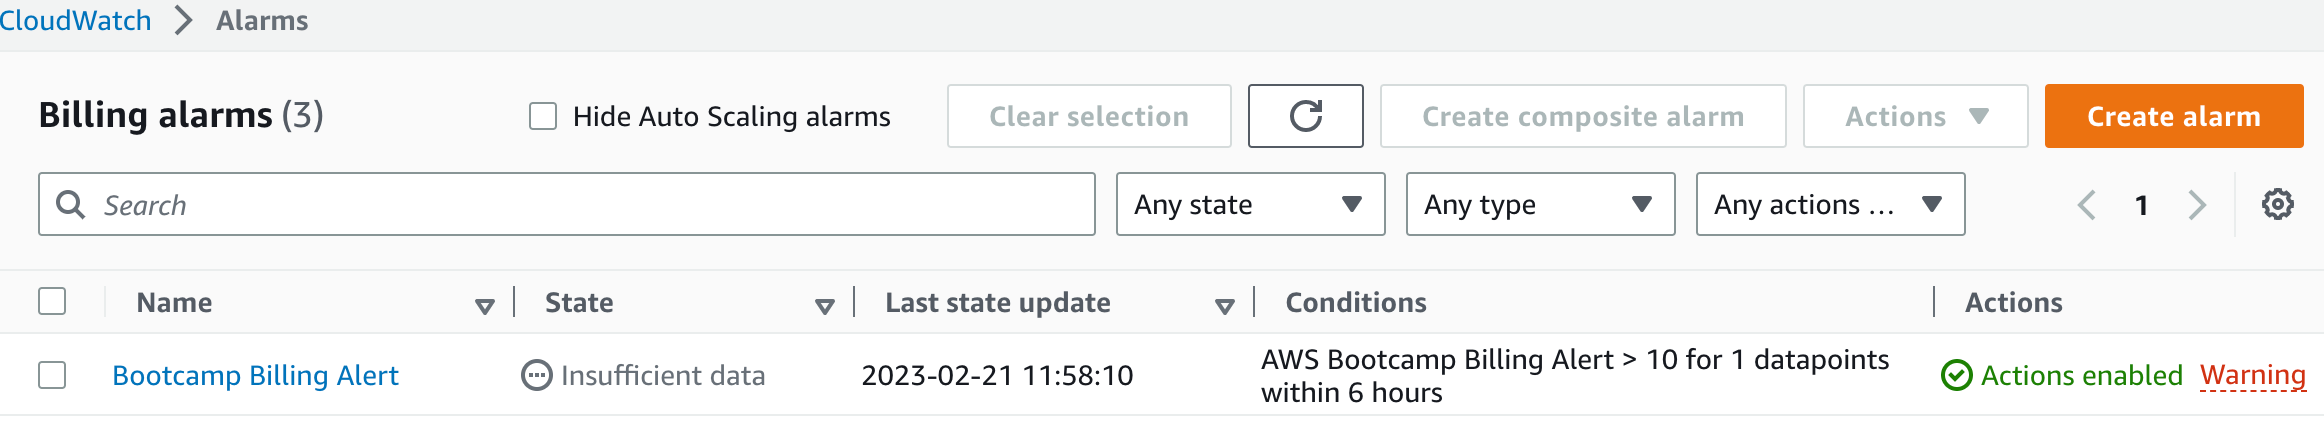 CloudWatch > Alarms
Billing alarms (3) Hide Auto Scaling alarms Clear selection Create composite alarm Actions Create alarm
Search Any state Any type Any actions ... 1
Name State Last state update Conditions Actions
Bootcamp Billing Alert Insufficient data 2023-02-21 11:58:10 AWS Bootcamp Billing Alert > 10 for 1 datapoints
within 6 hours Actions enabled Warning